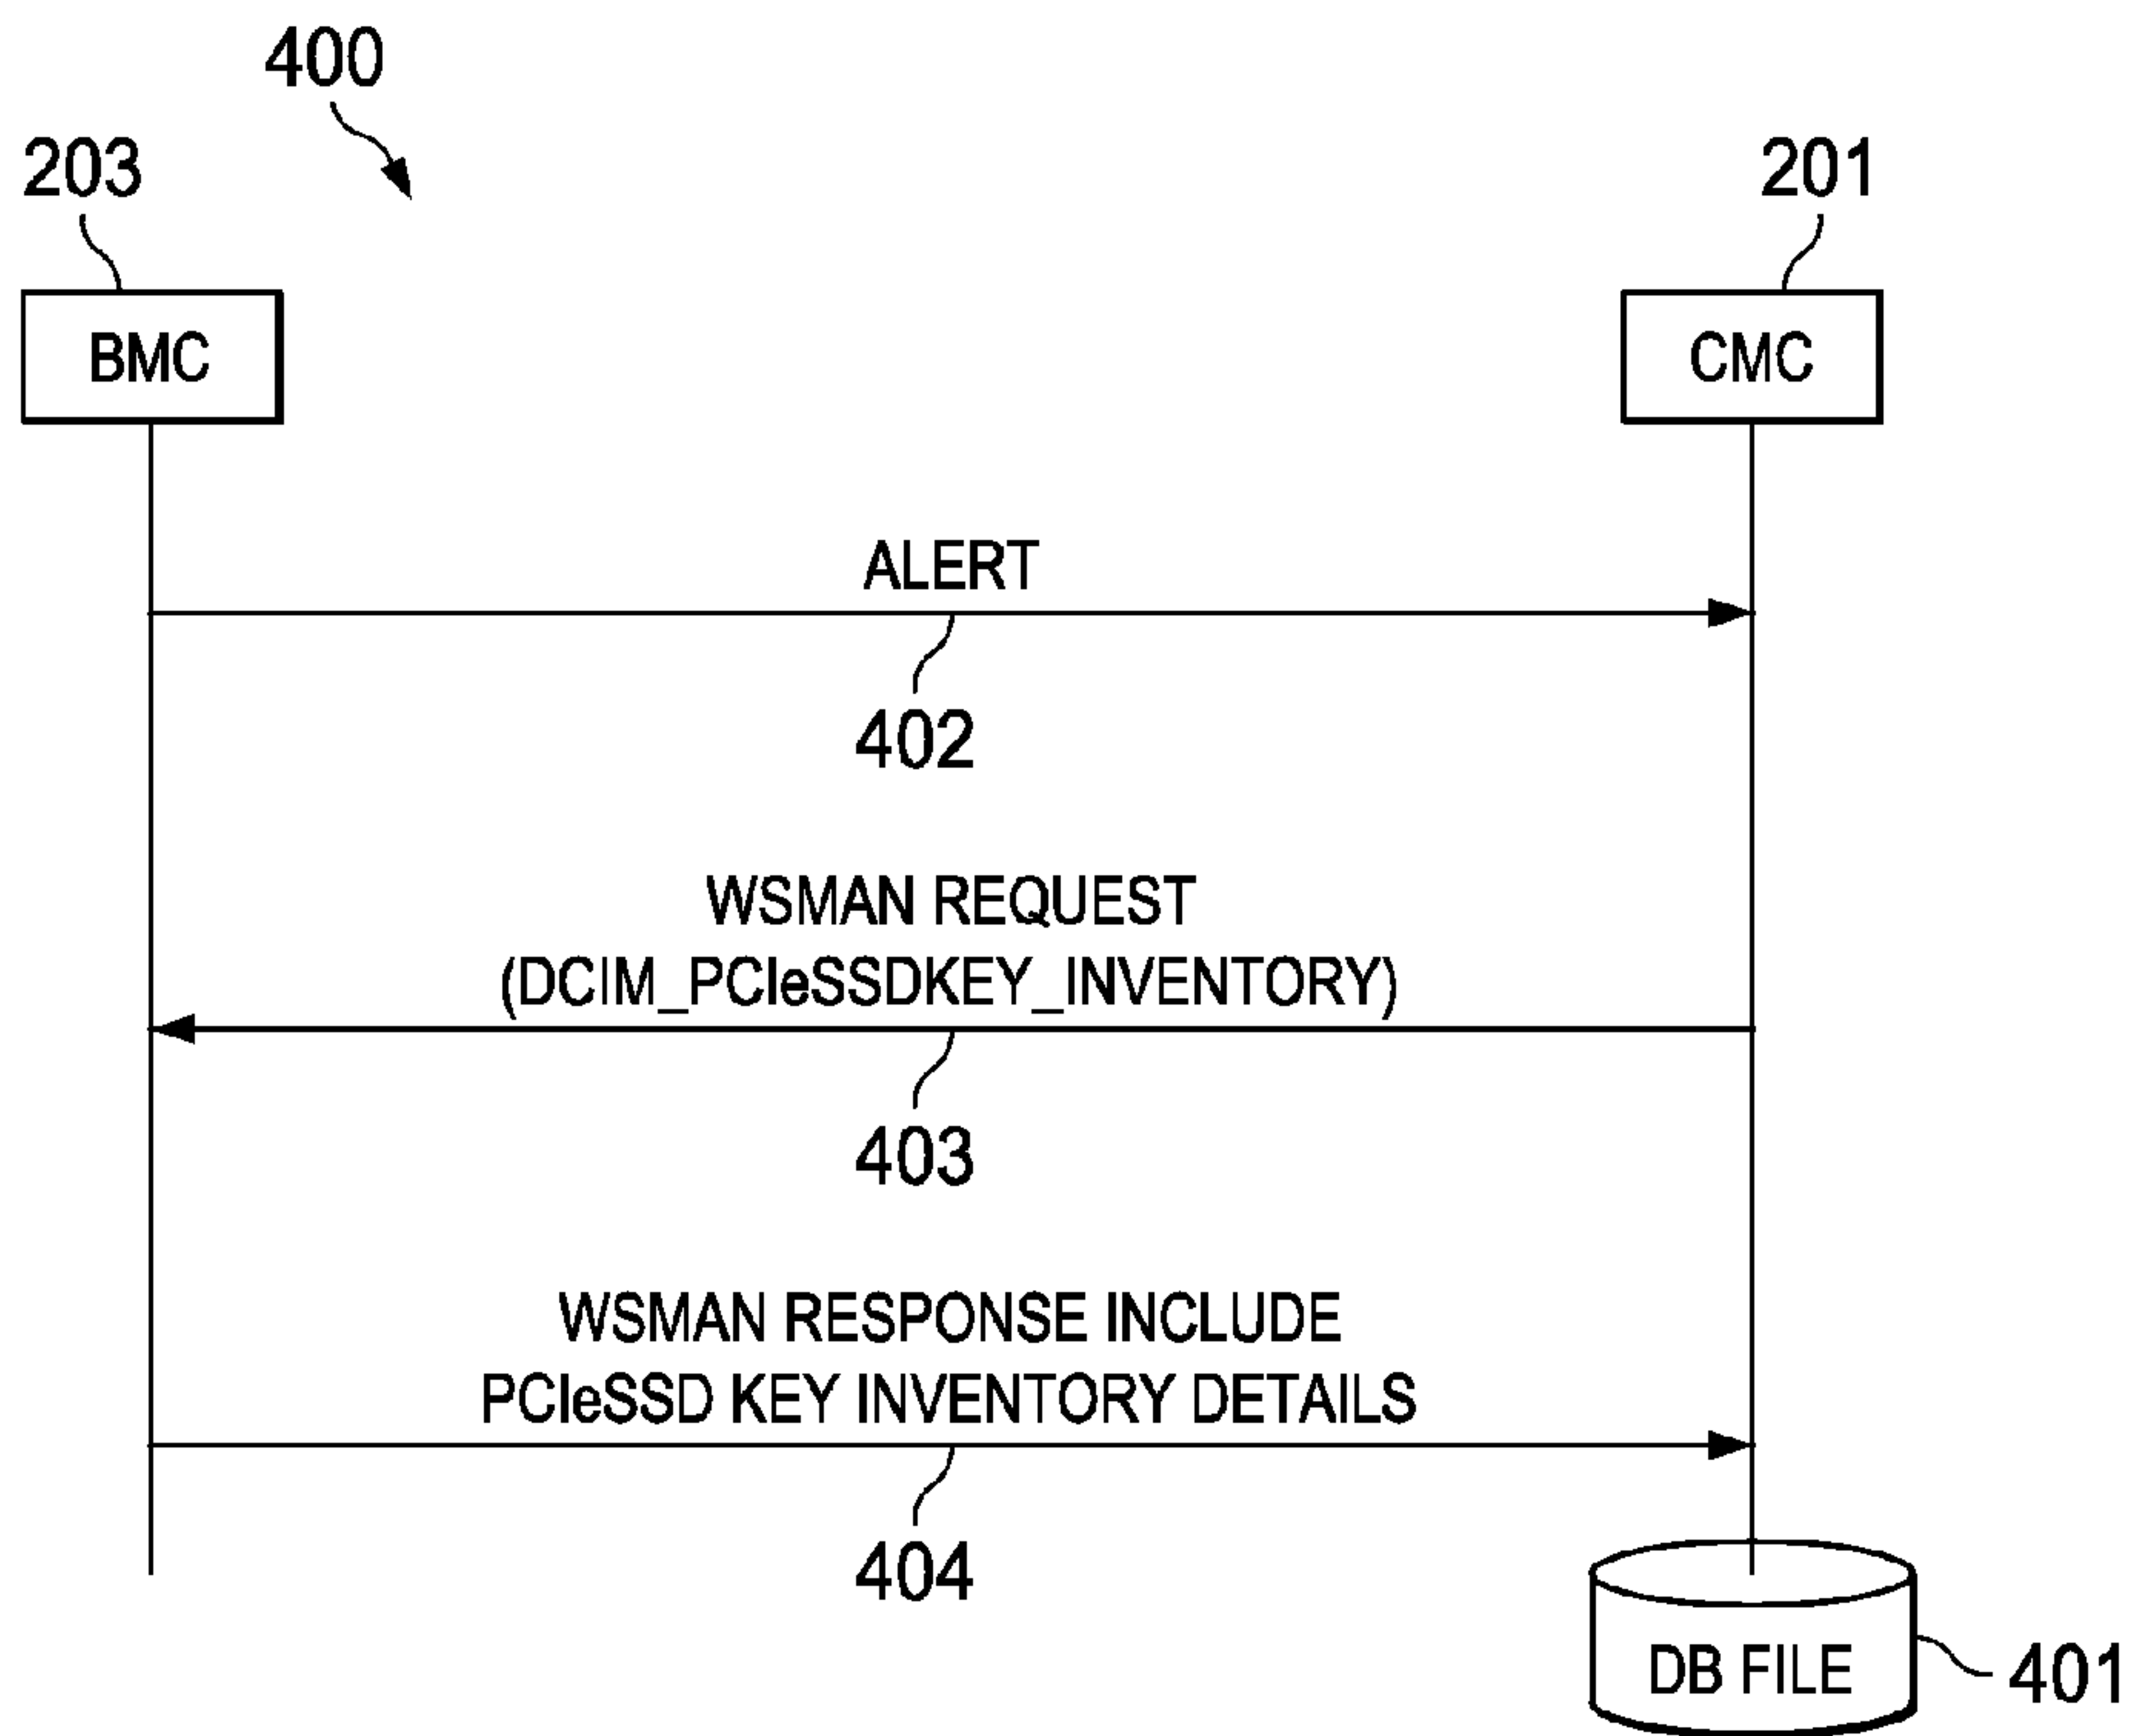 400
203
201
BMC
CMC
ALERT
402
WSMAN REQUEST
(DCIM_PCIeSSDKEY_INVENTORY)
403
WSMAN RESPONSE INCLUDE
PCIeSSD KEY INVENTORY DETAILS
404
DB FILE
401